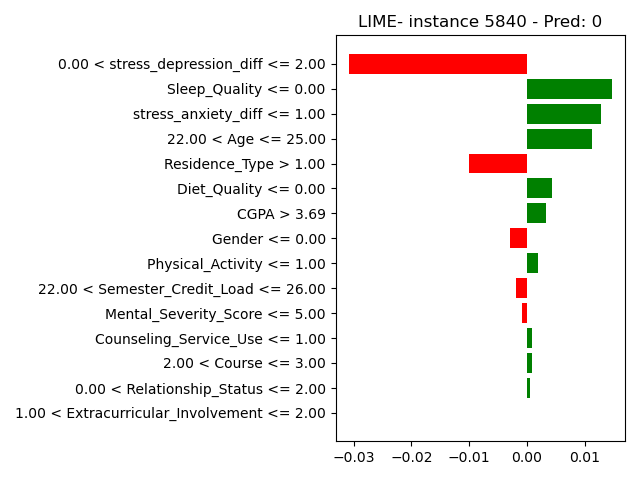 LIME- instance 5840 - Pred: 0
0.00 < stress_depression_diff <= 2.00
Sleep_Quality <= 0.00
stress_anxiety_diff <= 1.00
22.00 < Age <= 25.00
Residence_Type > 1.00
Diet_Quality <= 0.00
CGPA > 3.69
Gender <= 0.00
Physical_Activity <= 1.00
22.00 < Semester_Credit_Load <= 26.00
Mental_Severity_Score <= 5.00
Counseling_Service_Use <= 1.00
2.00 < Course <= 3.00
0.00 < Relationship_Status <= 2.00
1.00 < Extracurricular_Involvement <= 2.00
−0.03 −0.02 −0.01 0.00 0.01